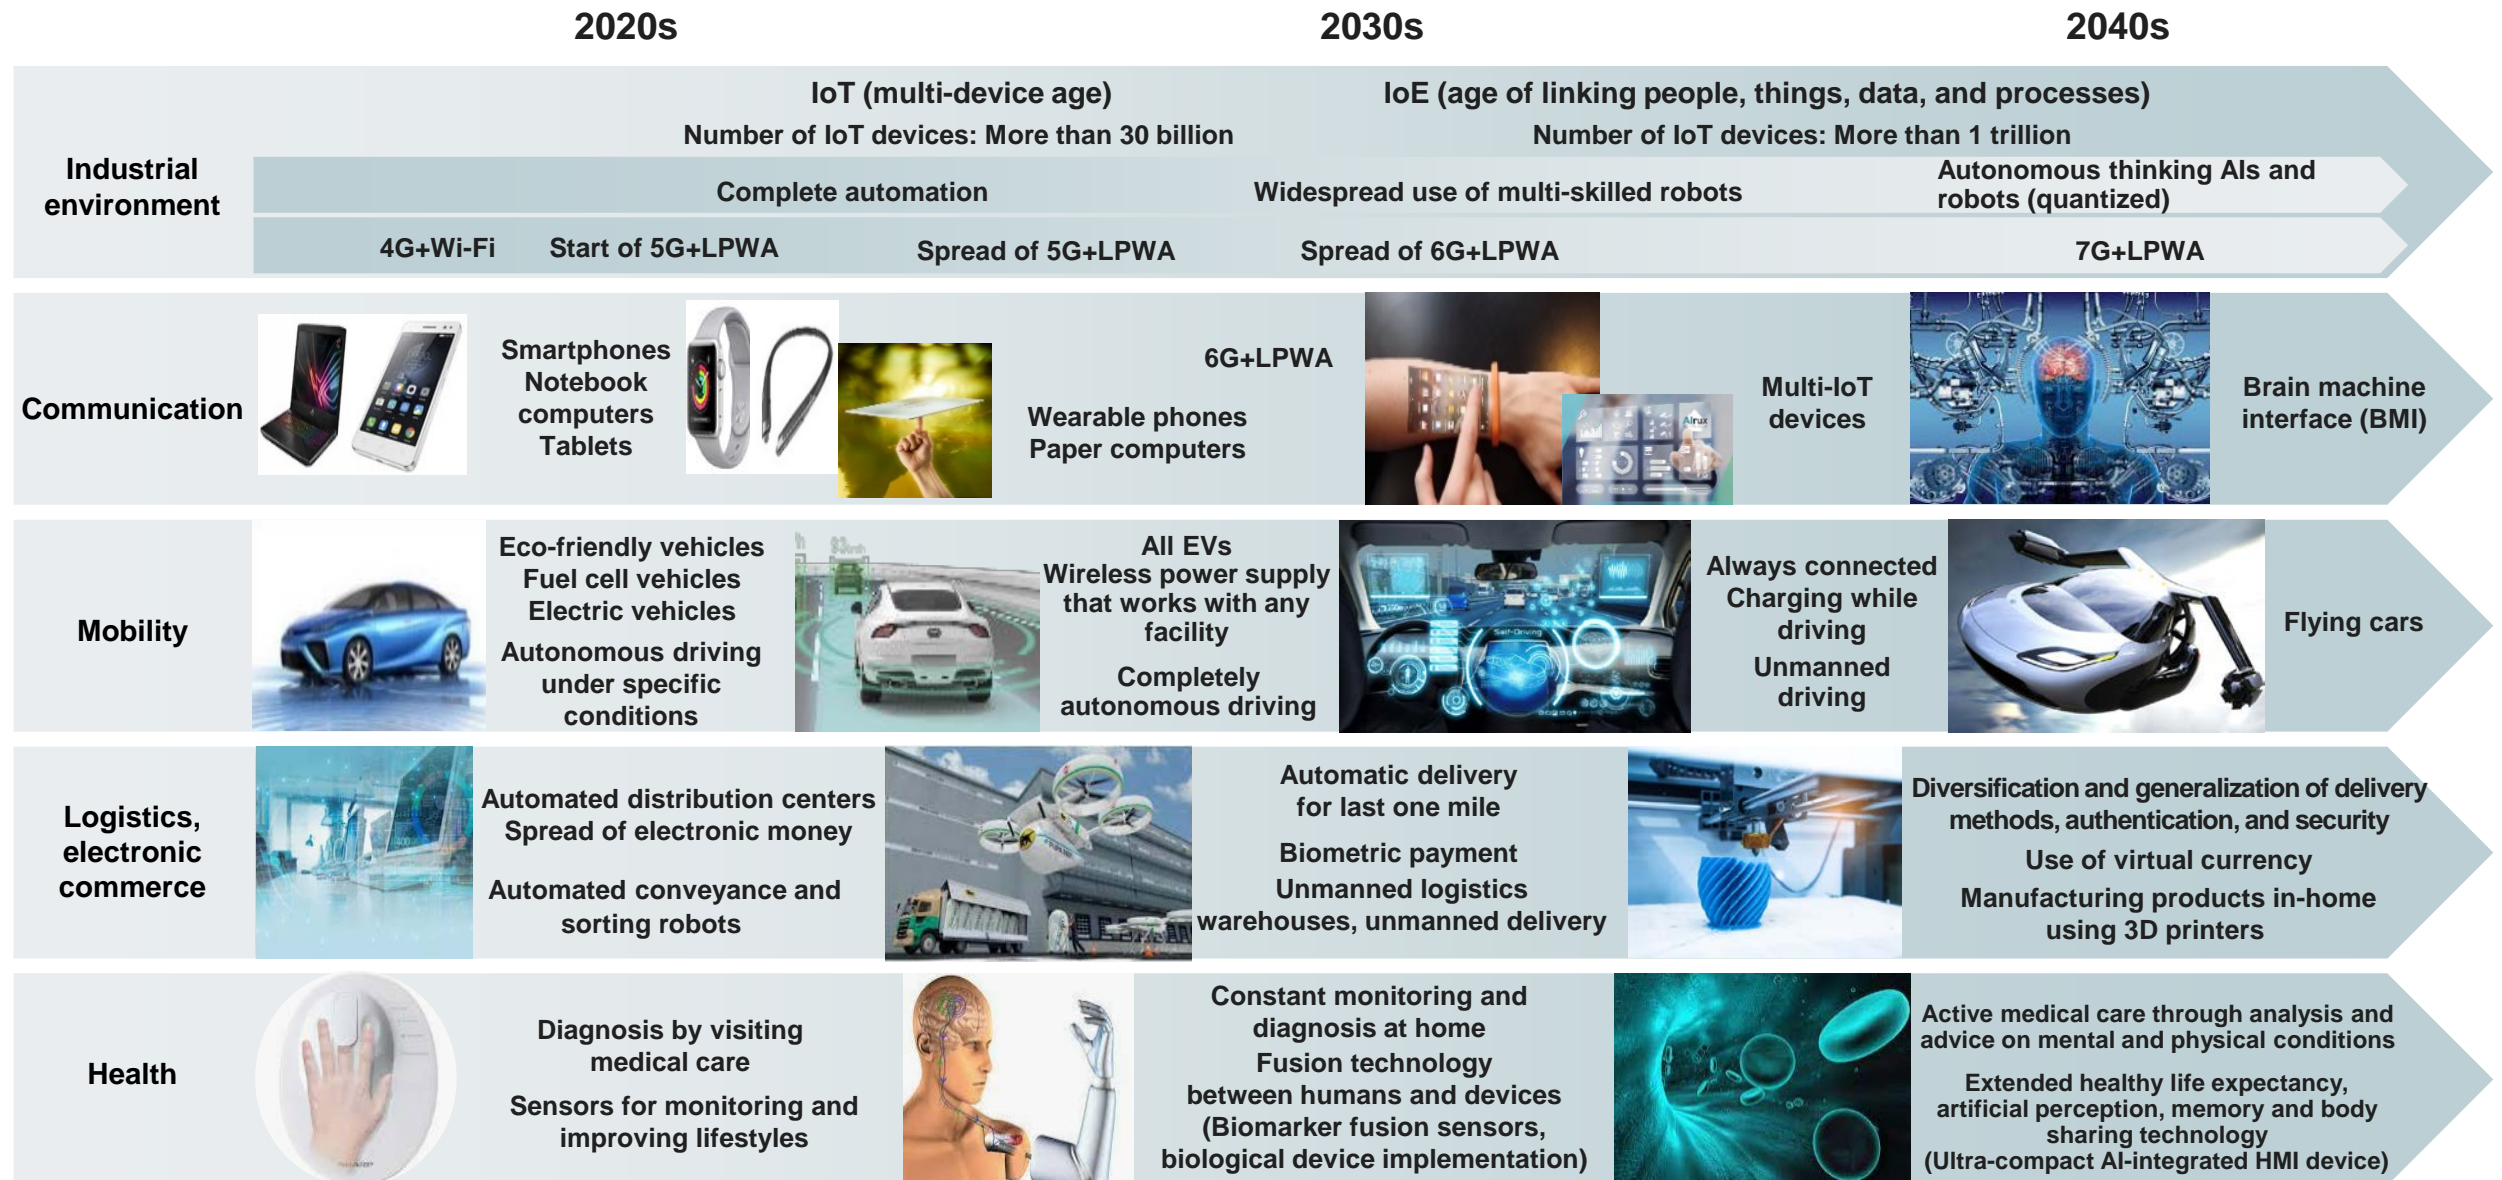 2020s
2030s
2040s
Industrial
environment
IoT (multi-device age)
Number of IoT devices: More than 30 billion
IoE (age of linking people, things, data, and processes)
Number of IoT devices: More than 1 trillion
Complete automation
Widespread use of multi-skilled robots
Autonomous thinking AIs and
robots (quantized)
4G+Wi-Fi
Start of 5G+LPWA
Spread of 5G+LPWA
Spread of 6G+LPWA
7G+LPWA
Communication
Smartphones
Notebook
computers
Tablets
6G+LPWA
Wearable phones
Paper computers
Airux
Multi-IoT
devices
Brain machine
interface (BMI)
Mobility
Eco-friendly vehicles
Fuel cell vehicles
Electric vehicles
Autonomous driving
under specific
conditions
All EVs
Wireless power supply
that works with any
facility
Completely
autonomous driving
Self-Driving
Always connected
Charging while
driving
Unmanned
driving
Flying cars
Logistics,
electronic
commerce
Automated distribution centers
Spread of electronic money
Automated conveyance and
sorting robots
Automatic delivery
for last one mile
Biometric payment
Unmanned logistics
warehouses, unmanned delivery
Diversification and generalization of delivery
methods, authentication, and security
Use of virtual currency
Manufacturing products in-home
using 3D printers
Health
Diagnosis by visiting
medical care
Sensors for monitoring and
improving lifestyles
Constant monitoring and
diagnosis at home
Fusion technology
between humans and devices
(Biomarker fusion sensors,
biological device implementation)
Active medical care through analysis and
advice on mental and physical conditions
Extended healthy life expectancy,
artificial perception, memory and body
sharing technology
(Ultra-compact AI-integrated HMI device)